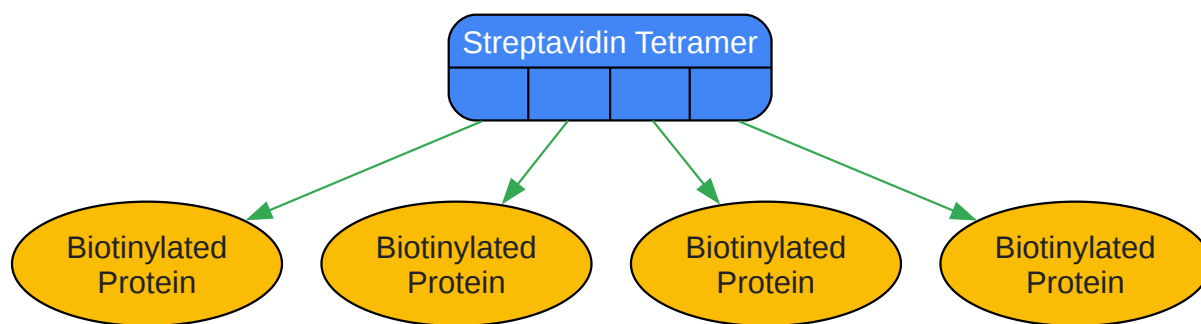 Streptavidin Tetramer
Biotinylated
Protein
Biotinylated
Protein
Biotinylated
Protein
Biotinylated
Protein